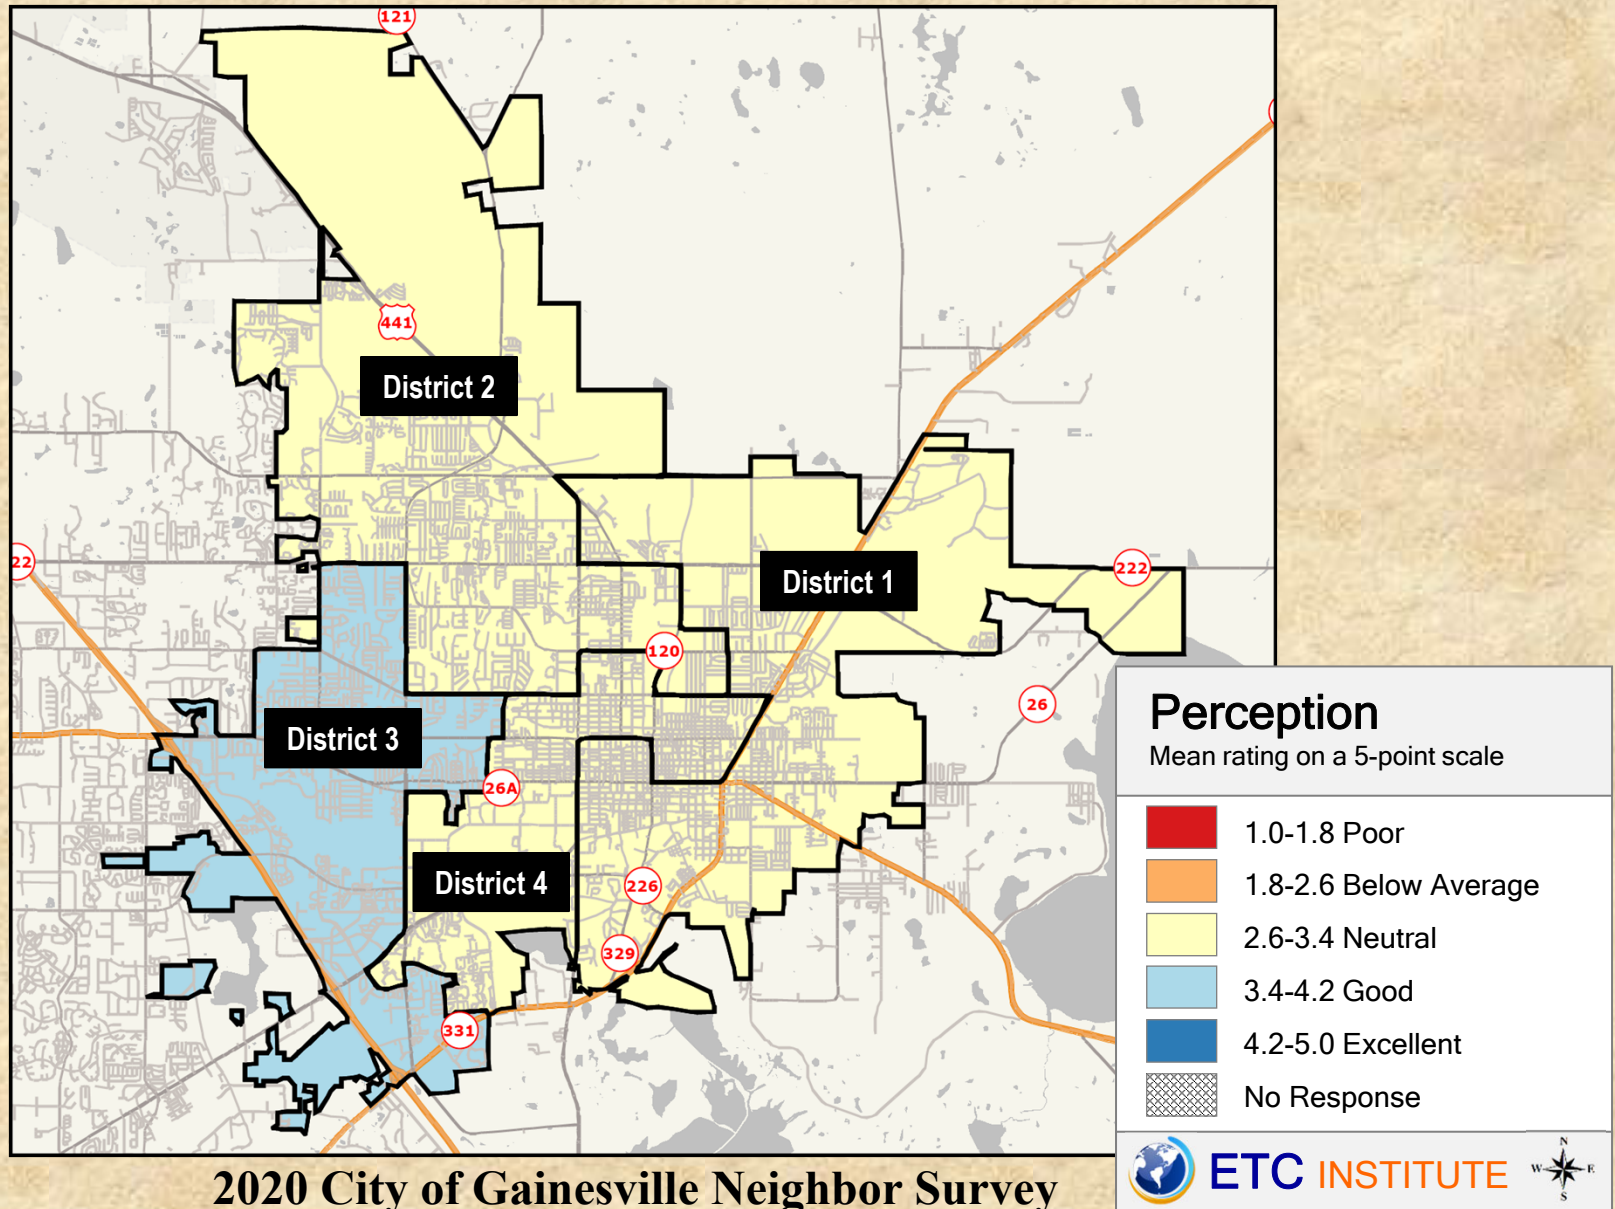 121
441
District 2
District 1
222
22
120
26
District 3
26A
District 4
226
329
331
Perception
Mean rating on a 5-point scale
1.0-1.8 Poor
1.8-2.6 Below Average
2.6-3.4 Neutral
3.4-4.2 Good
4.2-5.0 Excellent
No Response
ETC INSTITUTE
N
W E
S
2020 City of Gainesville Neighbor Survey